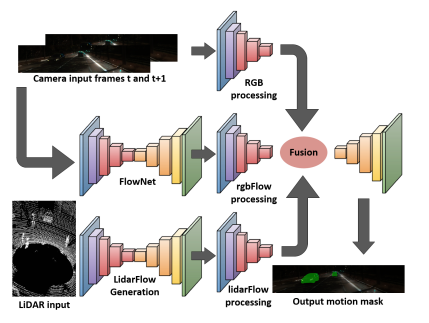 Camera input frames t and t+1
RGB
processing
FlowNet
rgbFlow
processing
Fusion
LiDAR input
LidarFlow
Generation
lidarFlow
processing
Output motion mask